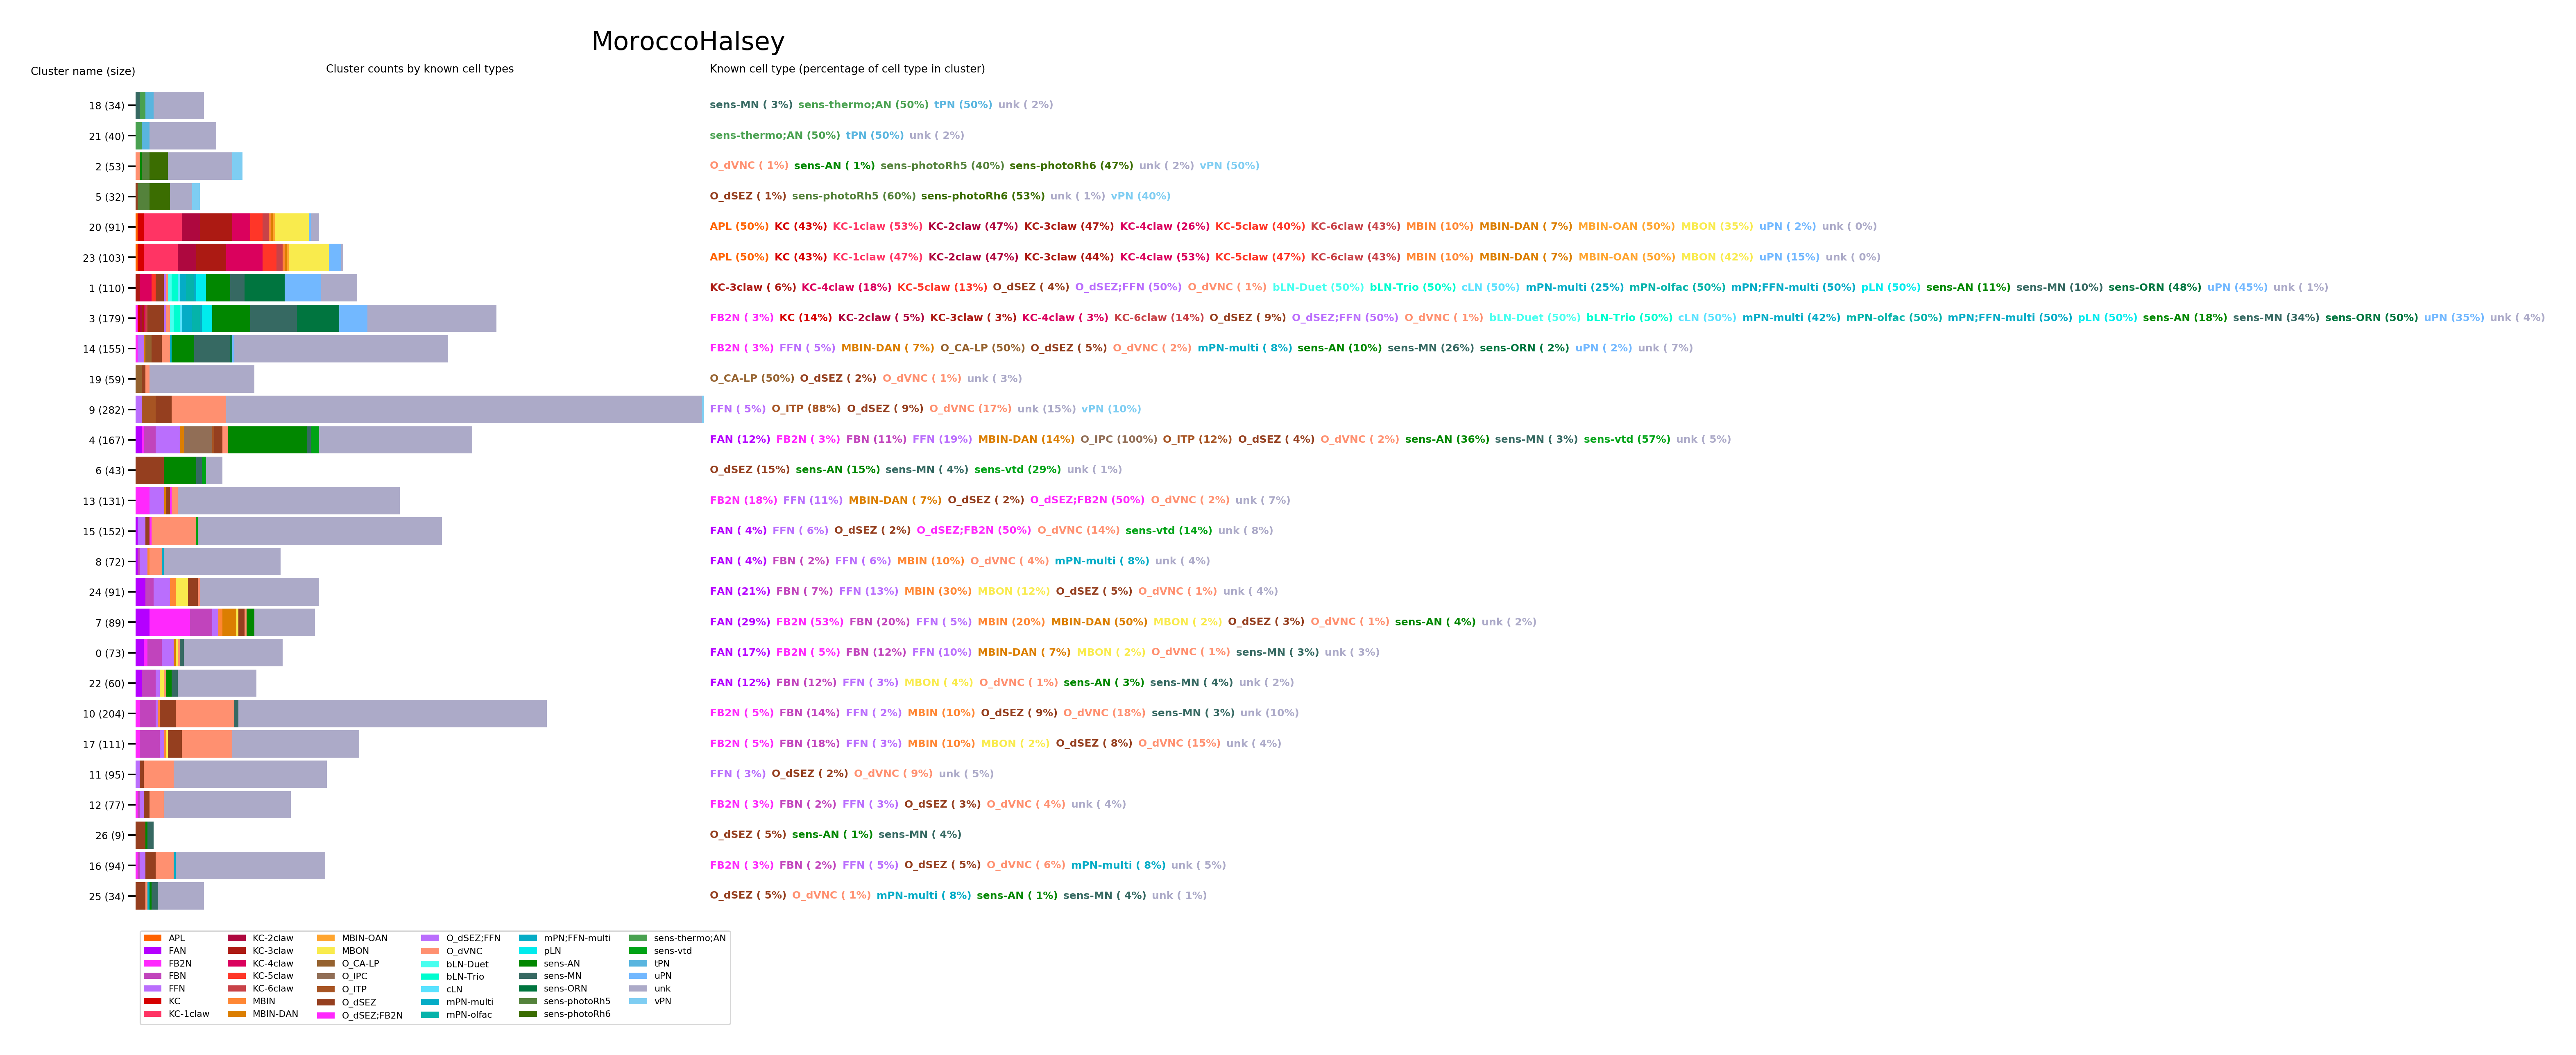 MoroccoHalsey
Cluster name (size) Cluster counts by known cell types Known cell type (percentage of cell type in cluster)
18 (34) sens-MN ( 3%) sens-thermo;AN (50%) tPN (50%) unk ( 2%)
21 (40) sens-thermo;AN (50%) tPN (50%) unk ( 2%)
2 (53) O_dVNC ( 1%) sens-AN ( 1%) sens-photoRh5 (40%) sens-photoRh6 (47%) unk ( 2%) vPN (50%)
5 (32) O_dSEZ ( 1%) sens-photoRh5 (60%) sens-photoRh6 (53%) unk ( 1%) vPN (40%)
20 (91) APL (50%) KC (43%) KC-1claw (53%) KC-2claw (47%) KC-3claw (47%) KC-4claw (26%) KC-5claw (40%) KC-6claw (43%) MBIN (10%) MBIN-DAN ( 7%) MBIN-OAN (50%) MBON (35%) uPN ( 2%) unk ( 0%)
23 (103) APL (50%) KC (43%) KC-1claw (47%) KC-2claw (47%) KC-3claw (44%) KC-4claw (53%) KC-5claw (47%) KC-6claw (43%) MBIN (10%) MBIN-DAN ( 7%) MBIN-OAN (50%) MBON (42%) uPN (15%) unk ( 0%)
1 (110) KC-3claw ( 6%) KC-4claw (18%) KC-5claw (13%) O_dSEZ ( 4%) O_dSEZ;FFN (50%) O_dVNC ( 1%) bLN-Duet (50%) bLN-Trio (50%) cLN (50%) mPN-multi (25%) mPN-olfac (50%) mPN;FFN-multi (50%) pLN (50%) sens-AN (11%) sens-MN (10%) sens-ORN (48%) uPN (45%) unk ( 1%)
3 (179) FB2N ( 3%) KC (14%) KC-2claw ( 5%) KC-3claw ( 3%) KC-4claw ( 3%) KC-6claw (14%) O_dSEZ ( 9%) O_dSEZ;FFN (50%) O_dVNC ( 1%) bLN-Duet (50%) bLN-Trio (50%) cLN (50%) mPN-multi (42%) mPN-olfac (50%) mPN;FFN-multi (50%) pLN (50%) sens-AN (18%) sens-MN (34%) sens-ORN (50%) uPN (35%) unk ( 4%)
14 (155) FB2N ( 3%) FFN ( 5%) MBIN-DAN ( 7%) O_CA-LP (50%) O_dSEZ ( 5%) O_dVNC ( 2%) mPN-multi ( 8%) sens-AN (10%) sens-MN (26%) sens-ORN ( 2%) uPN ( 2%) unk ( 7%)
19 (59) O_CA-LP (50%) O_dSEZ ( 2%) O_dVNC ( 1%) unk ( 3%)
9 (282) FFN ( 5%) O_ITP (88%) O_dSEZ ( 9%) O_dVNC (17%) unk (15%) vPN (10%)
4 (167) FAN (12%) FB2N ( 3%) FBN (11%) FFN (19%) MBIN-DAN (14%) O_IPC (100%) O_ITP (12%) O_dSEZ ( 4%) O_dVNC ( 2%) sens-AN (36%) sens-MN ( 3%) sens-vtd (57%) unk ( 5%)
6 (43) O_dSEZ (15%) sens-AN (15%) sens-MN ( 4%) sens-vtd (29%) unk ( 1%)
13 (131) FB2N (18%) FFN (11%) MBIN-DAN ( 7%) O_dSEZ ( 2%) O_dSEZ;FB2N (50%) O_dVNC ( 2%) unk ( 7%)
15 (152) FAN ( 4%) FFN ( 6%) O_dSEZ ( 2%) O_dSEZ;FB2N (50%) O_dVNC (14%) sens-vtd (14%) unk ( 8%)
8 (72) FAN ( 4%) FBN ( 2%) FFN ( 6%) MBIN (10%) O_dVNC ( 4%) mPN-multi ( 8%) unk ( 4%)
24 (91) FAN (21%) FBN ( 7%) FFN (13%) MBIN (30%) MBON (12%) O_dSEZ ( 5%) O_dVNC ( 1%) unk ( 4%)
7 (89) FAN (29%) FB2N (53%) FBN (20%) FFN ( 5%) MBIN (20%) MBIN-DAN (50%) MBON ( 2%) O_dSEZ ( 3%) O_dVNC ( 1%) sens-AN ( 4%) unk ( 2%)
0 (73) FAN (17%) FB2N ( 5%) FBN (12%) FFN (10%) MBIN-DAN ( 7%) MBON ( 2%) O_dVNC ( 1%) sens-MN ( 3%) unk ( 3%)
22 (60) FAN (12%) FBN (12%) FFN ( 3%) MBON ( 4%) O_dVNC ( 1%) sens-AN ( 3%) sens-MN ( 4%) unk ( 2%)
10 (204) FB2N ( 5%) FBN (14%) FFN ( 2%) MBIN (10%) O_dSEZ ( 9%) O_dVNC (18%) sens-MN ( 3%) unk (10%)
17 (111) FB2N ( 5%) FBN (18%) FFN ( 3%) MBIN (10%) MBON ( 2%) O_dSEZ ( 8%) O_dVNC (15%) unk ( 4%)
11 (95) FFN ( 3%) O_dSEZ ( 2%) O_dVNC ( 9%) unk ( 5%)
12 (77) FB2N ( 3%) FBN ( 2%) FFN ( 3%) O_dSEZ ( 3%) O_dVNC ( 4%) unk ( 4%)
26 (9) O_dSEZ ( 5%) sens-AN ( 1%) sens-MN ( 4%)
16 (94) FB2N ( 3%) FBN ( 2%) FFN ( 5%) O_dSEZ ( 5%) O_dVNC ( 6%) mPN-multi ( 8%) unk ( 5%)
25 (34) O_dSEZ ( 5%) O_dVNC ( 1%) mPN-multi ( 8%) sens-AN ( 1%) sens-MN ( 4%) unk ( 1%)
APL KC-2claw MBIN-OAN O_dSEZ;FFN mPN;FFN-multi sens-thermo;AN
FAN KC-3claw MBON O_dVNC pLN sens-vtd
FB2N KC-4claw O_CA-LP bLN-Duet sens-AN tPN
FBN KC-5claw O_IPC bLN-Trio sens-MN uPN
FFN KC-6claw O_ITP cLN sens-ORN unk
KC MBIN O_dSEZ mPN-multi sens-photoRh5 vPN
KC-1claw MBIN-DAN O_dSEZ;FB2N mPN-olfac sens-photoRh6